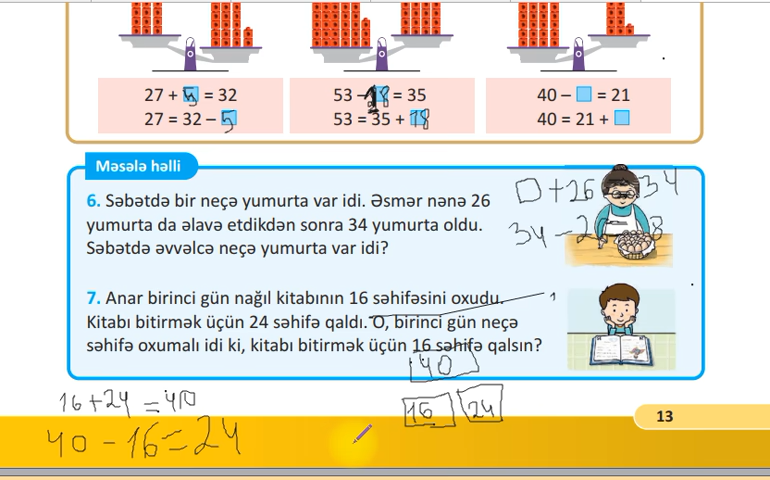 27 + 5 = 32
27 = 32 – 5
53 – 18 = 35
53 = 35 + 18
40 – □ = 21
40 = 21 + □
Məsələ həlli
6. Səbətdə bir neçə yumurta var idi. Əsmər nənə 26
yumurta da əlavə etdikdən sonra 34 yumurta oldu.
Səbətdə əvvəlcə neçə yumurta var idi?
□ + 26 34
34 – 2 8
7. Anar birinci gün nağıl kitabının 16 səhifəsini oxudu.
Kitabı bitirmək üçün 24 səhifə qaldı. O, birinci gün neçə
səhifə oxumalı idi ki, kitabı bitirmək üçün 16 səhifə qalsın?
40
16 24
16 + 24 = 40
40 – 16 = 24
13